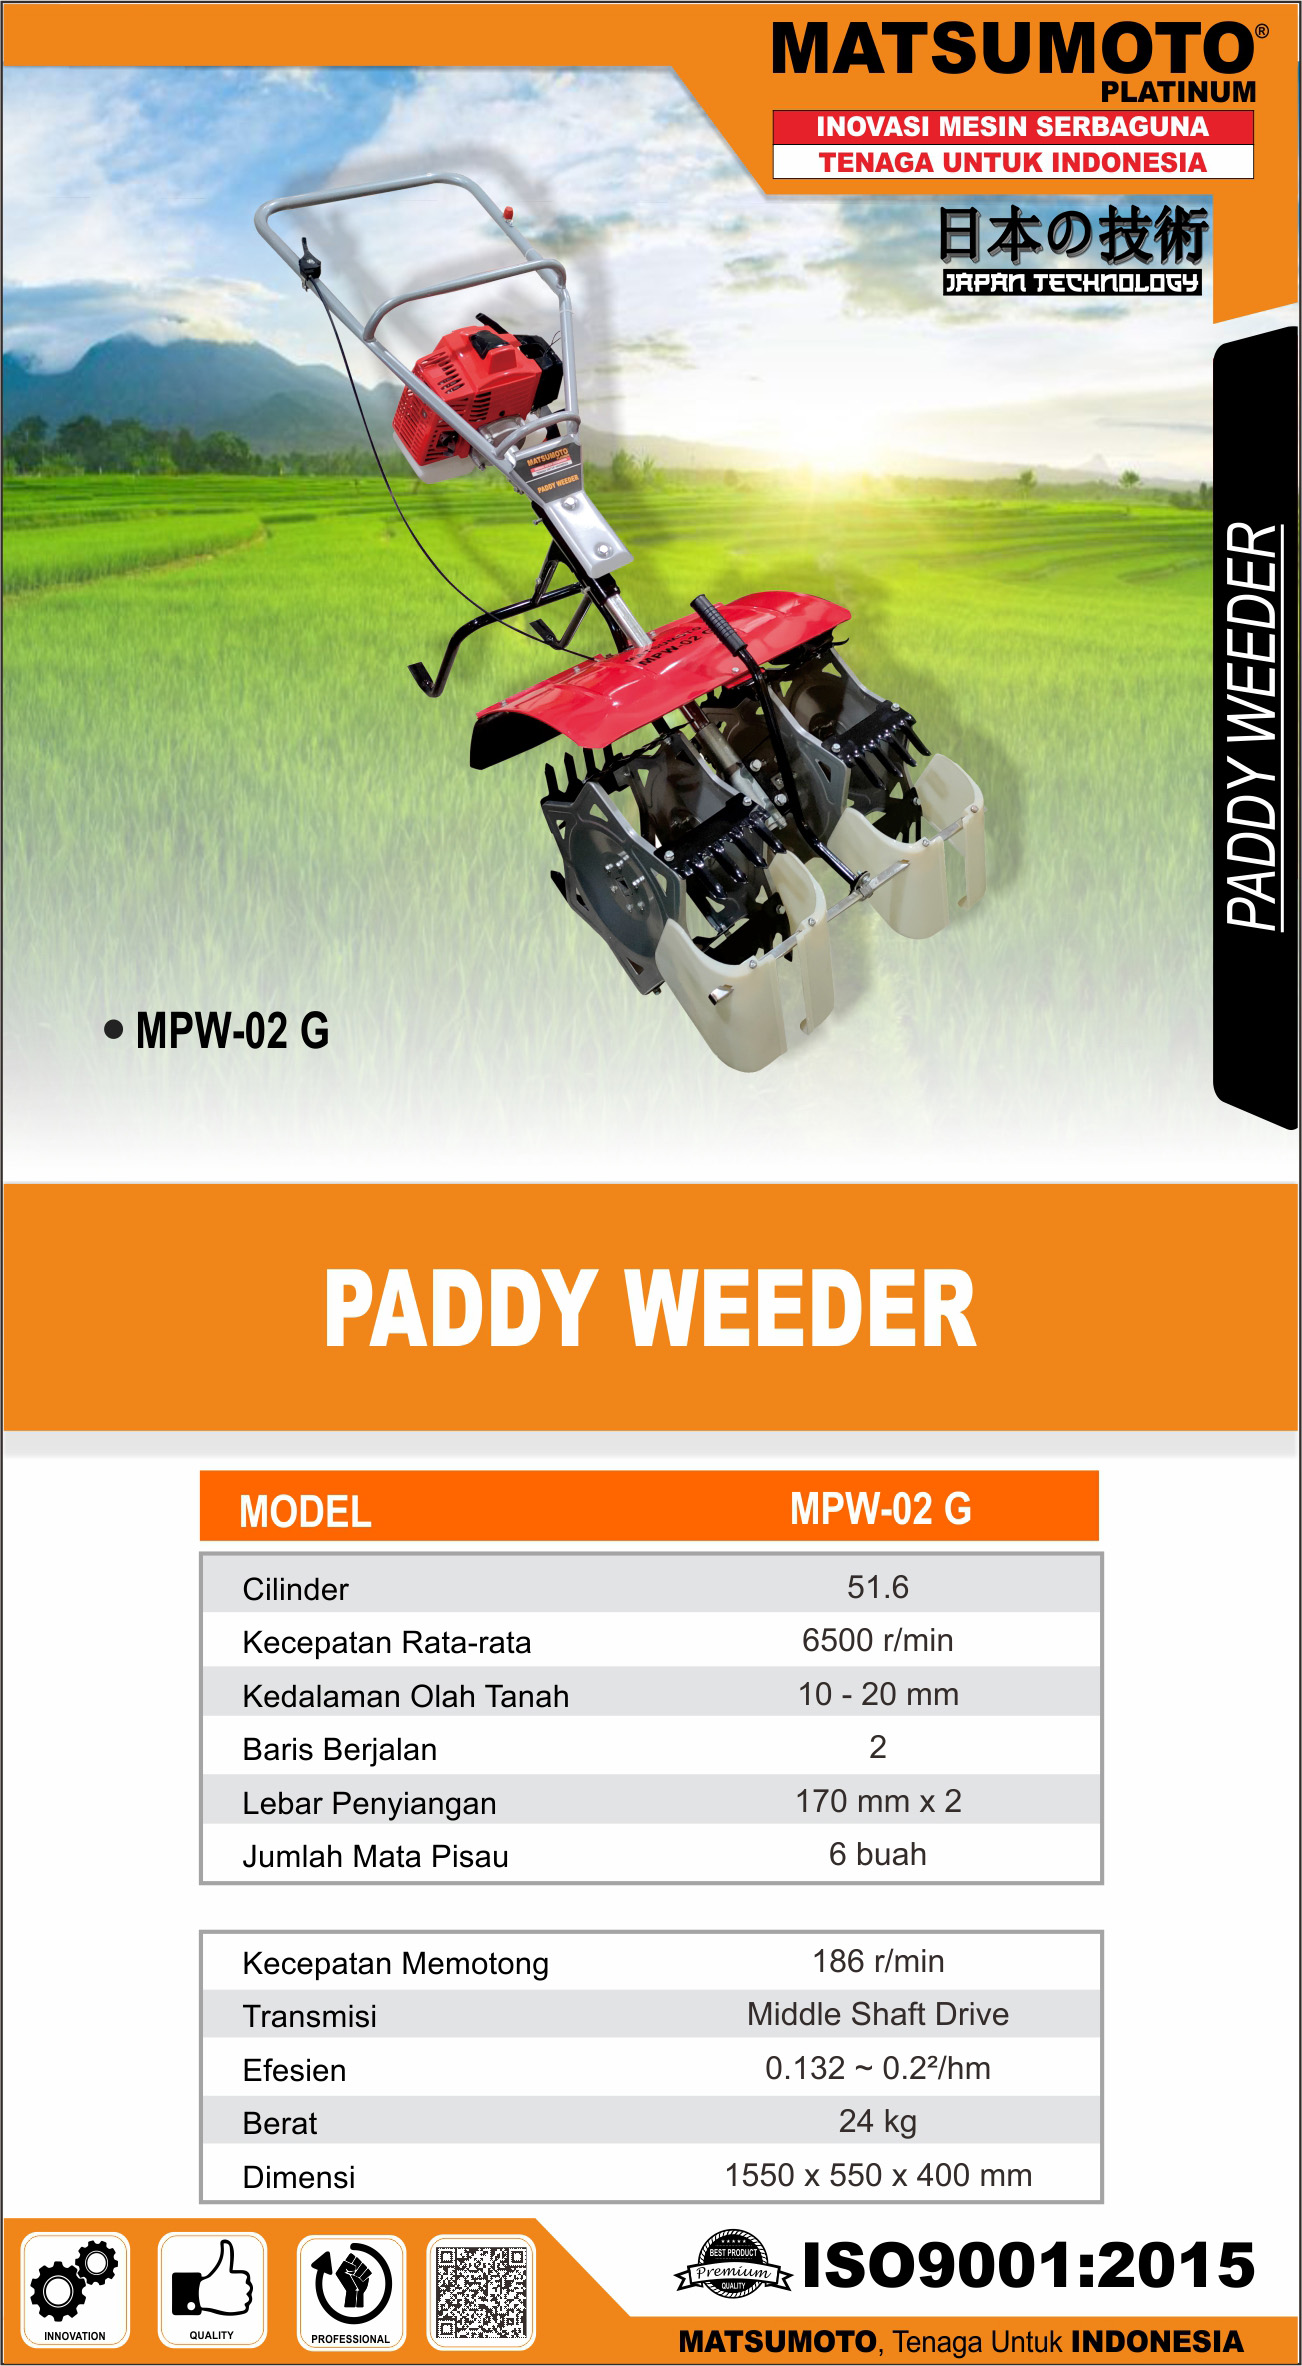 MATSUMOTO®
PLATINUM
INOVASI MESIN SERBAGUNA
TENAGA UNTUK INDONESIA
日本の技術
JAPAN TECHNOLOGY
PADDY WEEDER
MATSUMOTO
PADDY WEEDER
MPW-02 G
• MPW-02 G
PADDY WEEDER
MODEL MPW-02 G
Cilinder 51.6
Kecepatan Rata-rata 6500 r/min
Kedalaman Olah Tanah 10 - 20 mm
Baris Berjalan 2
Lebar Penyiangan 170 mm x 2
Jumlah Mata Pisau 6 buah
Kecepatan Memotong 186 r/min
Transmisi Middle Shaft Drive
Efesien 0.132 ~ 0.2²/hm
Berat 24 kg
Dimensi 1550 x 550 x 400 mm
INNOVATION
QUALITY
PROFESSIONAL
BEST PRODUCT
Premium
QUALITY
ISO9001:2015
MATSUMOTO, Tenaga Untuk INDONESIA